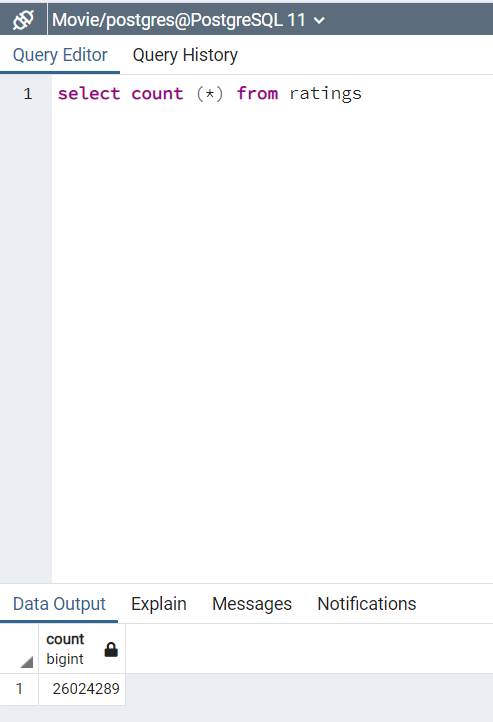 Movie/postgres@PostgreSQL 11
Query Editor Query History
1 select count (*) from ratings
Data Output Explain Messages Notifications
count
bigint
1 26024289